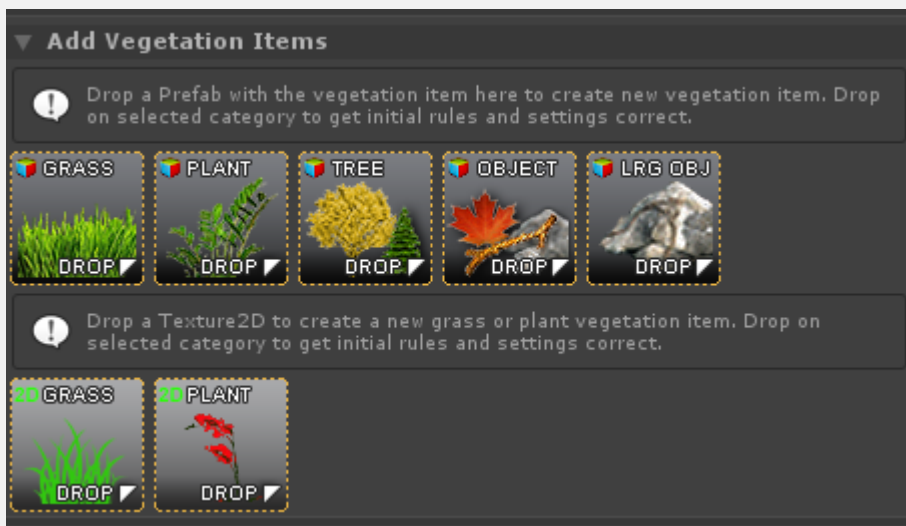 Add Vegetation Items
Drop a Prefab with the vegetation item here to create new vegetation item. Drop
on selected category to get initial rules and settings correct.
GRASS PLANT TREE OBJECT LRG OBJ
DROP DROP DROP DROP DROP
Drop a Texture2D to create a new grass or plant vegetation item. Drop on
selected category to get initial rules and settings correct.
2D GRASS 2D PLANT
DROP DROP